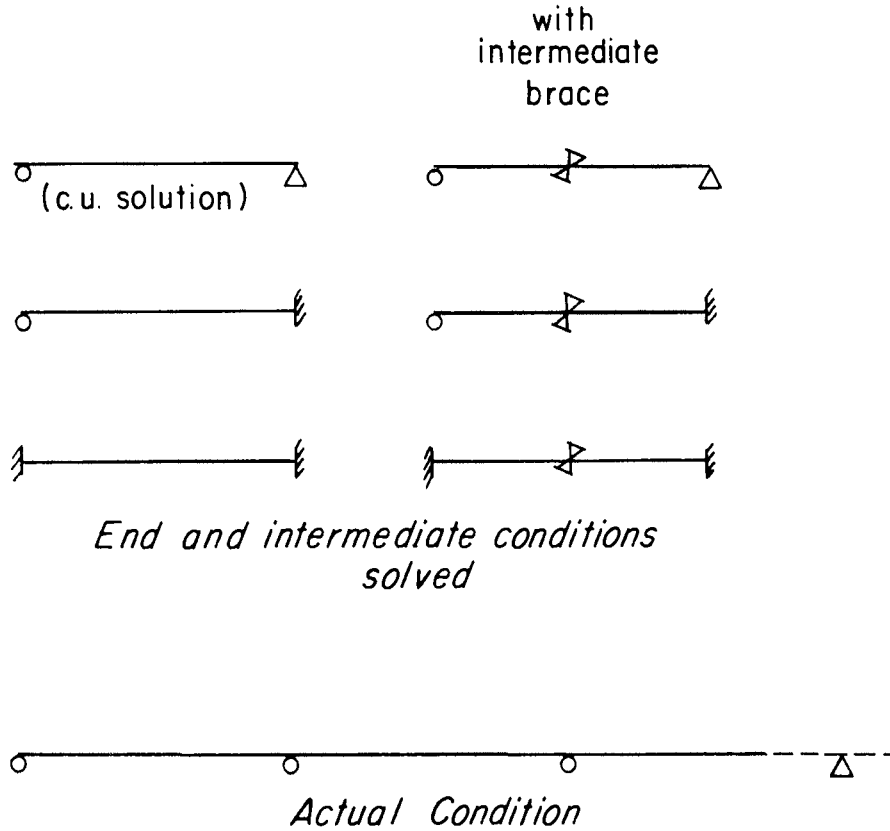 with
intermediate
brace
(c.u. solution)
End and intermediate conditions
solved
Actual Condition